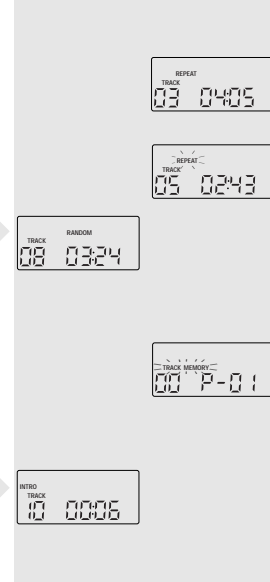 REPEAT
TRACK
03 04:05
REPEAT
TRACK
05 02:43
RANDOM
TRACK
08 03:24
TRACK MEMORY
00 P-01
INTRO
TRACK
10 00:06